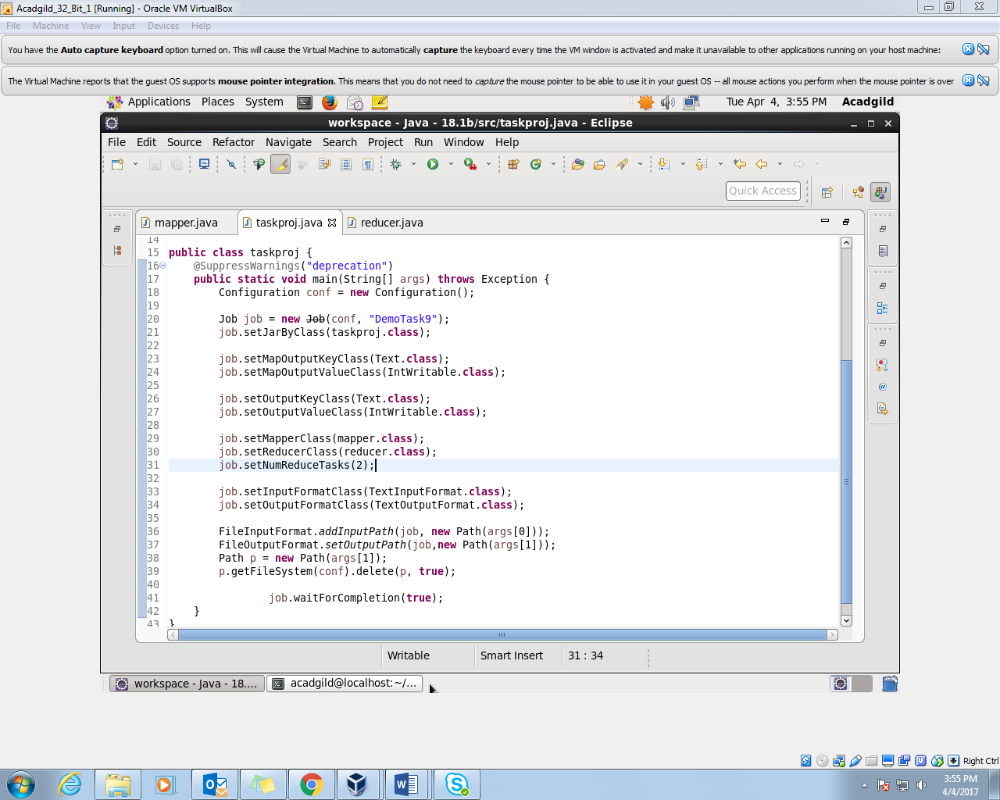 Acadgild_32_Bit_1 [Running] - Oracle VM VirtualBox
File Machine View Input Devices Help
You have the Auto capture keyboard option turned on. This will cause the Virtual Machine to automatically capture the keyboard every time the VM window is activated and make it unavailable to other applications running on your host machine:
The Virtual Machine reports that the guest OS supports mouse pointer integration. This means that you do not need to capture the mouse pointer to be able to use it in your guest OS -- all mouse actions you perform when the mouse pointer is over
Applications Places System Tue Apr 4, 3:55 PM Acadgild
workspace - Java - 18.1b/src/taskproj.java - Eclipse
File Edit Source Refactor Navigate Search Project Run Window Help
Quick Access
mapper.java taskproj.java reducer.java
14
15 public class taskproj {
16 @SuppressWarnings("deprecation")
17 public static void main(String[] args) throws Exception {
18 Configuration conf = new Configuration();
19
20 Job job = new Job(conf, "DemoTask9");
21 job.setJarByClass(taskproj.class);
22
23 job.setMapOutputKeyClass(Text.class);
24 job.setMapOutputValueClass(IntWritable.class);
25
26 job.setOutputKeyClass(Text.class);
27 job.setOutputValueClass(IntWritable.class);
28
29 job.setMapperClass(mapper.class);
30 job.setReducerClass(reducer.class);
31 job.setNumReduceTasks(2);
32
33 job.setInputFormatClass(TextInputFormat.class);
34 job.setOutputFormatClass(TextOutputFormat.class);
35
36 FileInputFormat.addInputPath(job, new Path(args[0]));
37 FileOutputFormat.setOutputPath(job,new Path(args[1]));
38 Path p = new Path(args[1]);
39 p.getFileSystem(conf).delete(p, true);
40
41 job.waitForCompletion(true);
42 }
43 }
Writable Smart Insert 31 : 34
workspace - Java - 18.... acadgild@localhost:~/...
Right Ctrl
3:55 PM
4/4/2017